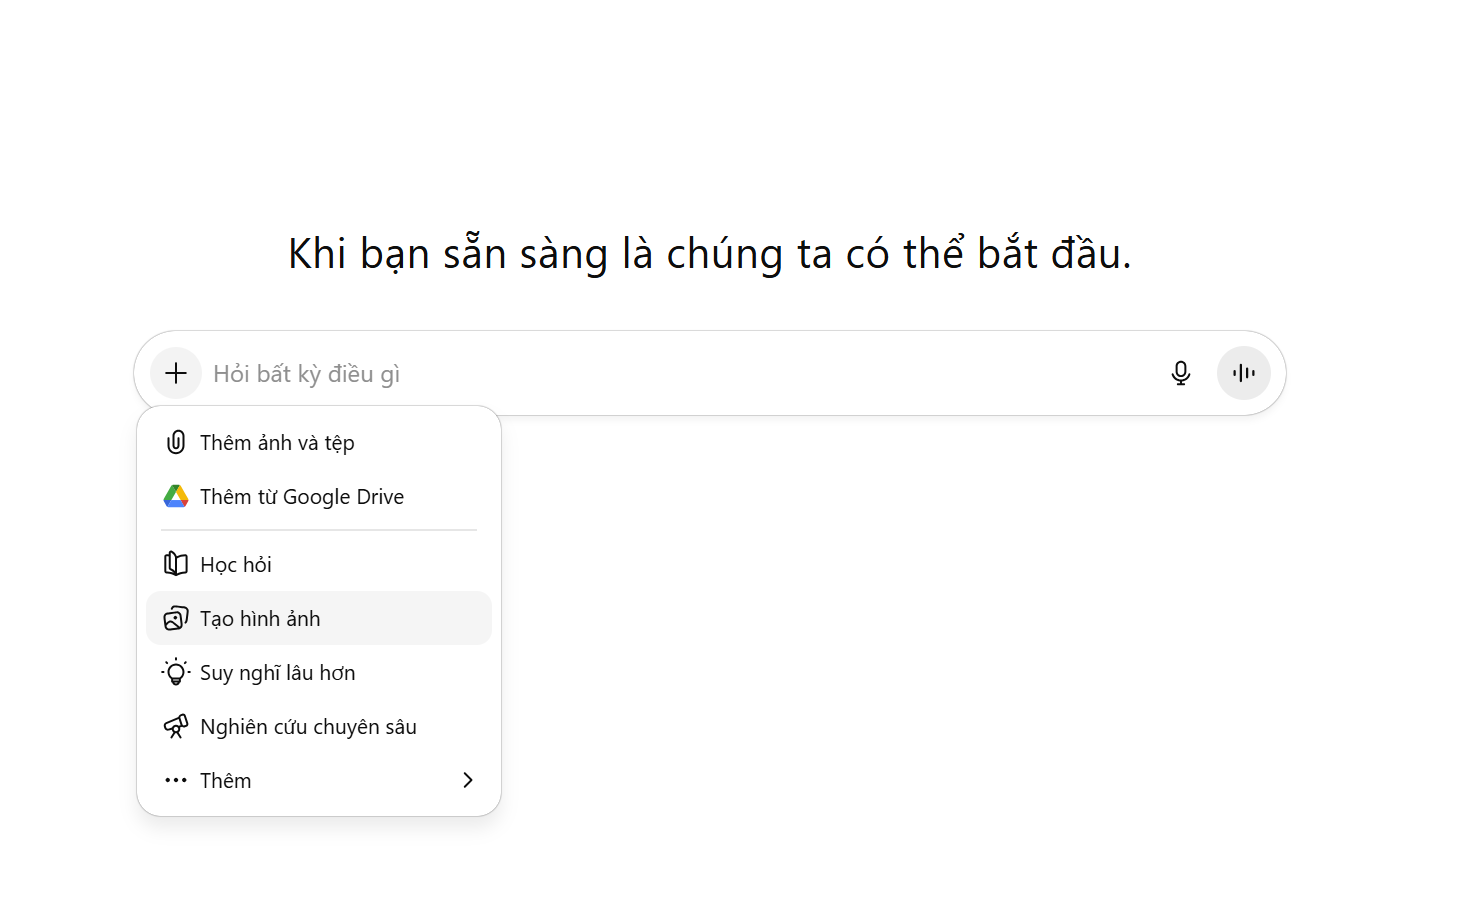 Khi bạn sẵn sàng là chúng ta có thể bắt đầu.
Hỏi bất kỳ điều gì
Thêm ảnh và tệp
Thêm từ Google Drive
Học hỏi
Tạo hình ảnh
Suy nghĩ lâu hơn
Nghiên cứu chuyên sâu
Thêm